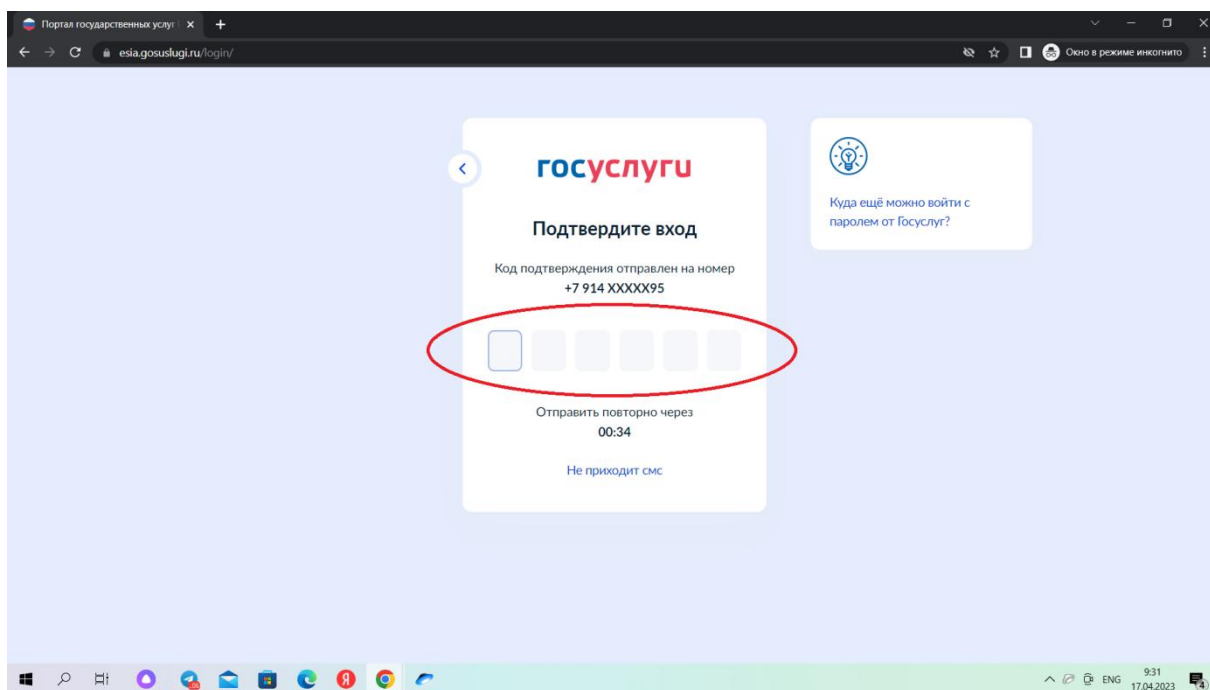 Портал государственных услуг
esia.gosuslugi.ru/login/
Окно в режиме инкогнито
госуслуги
Подтвердите вход
Код подтверждения отправлен на номер
+7 914 XXXXX95
Отправить повторно через
00:34
Не приходит смс
Куда ещё можно войти с
паролем от Госуслуг?
ENG
9:31
17.04.2023
4